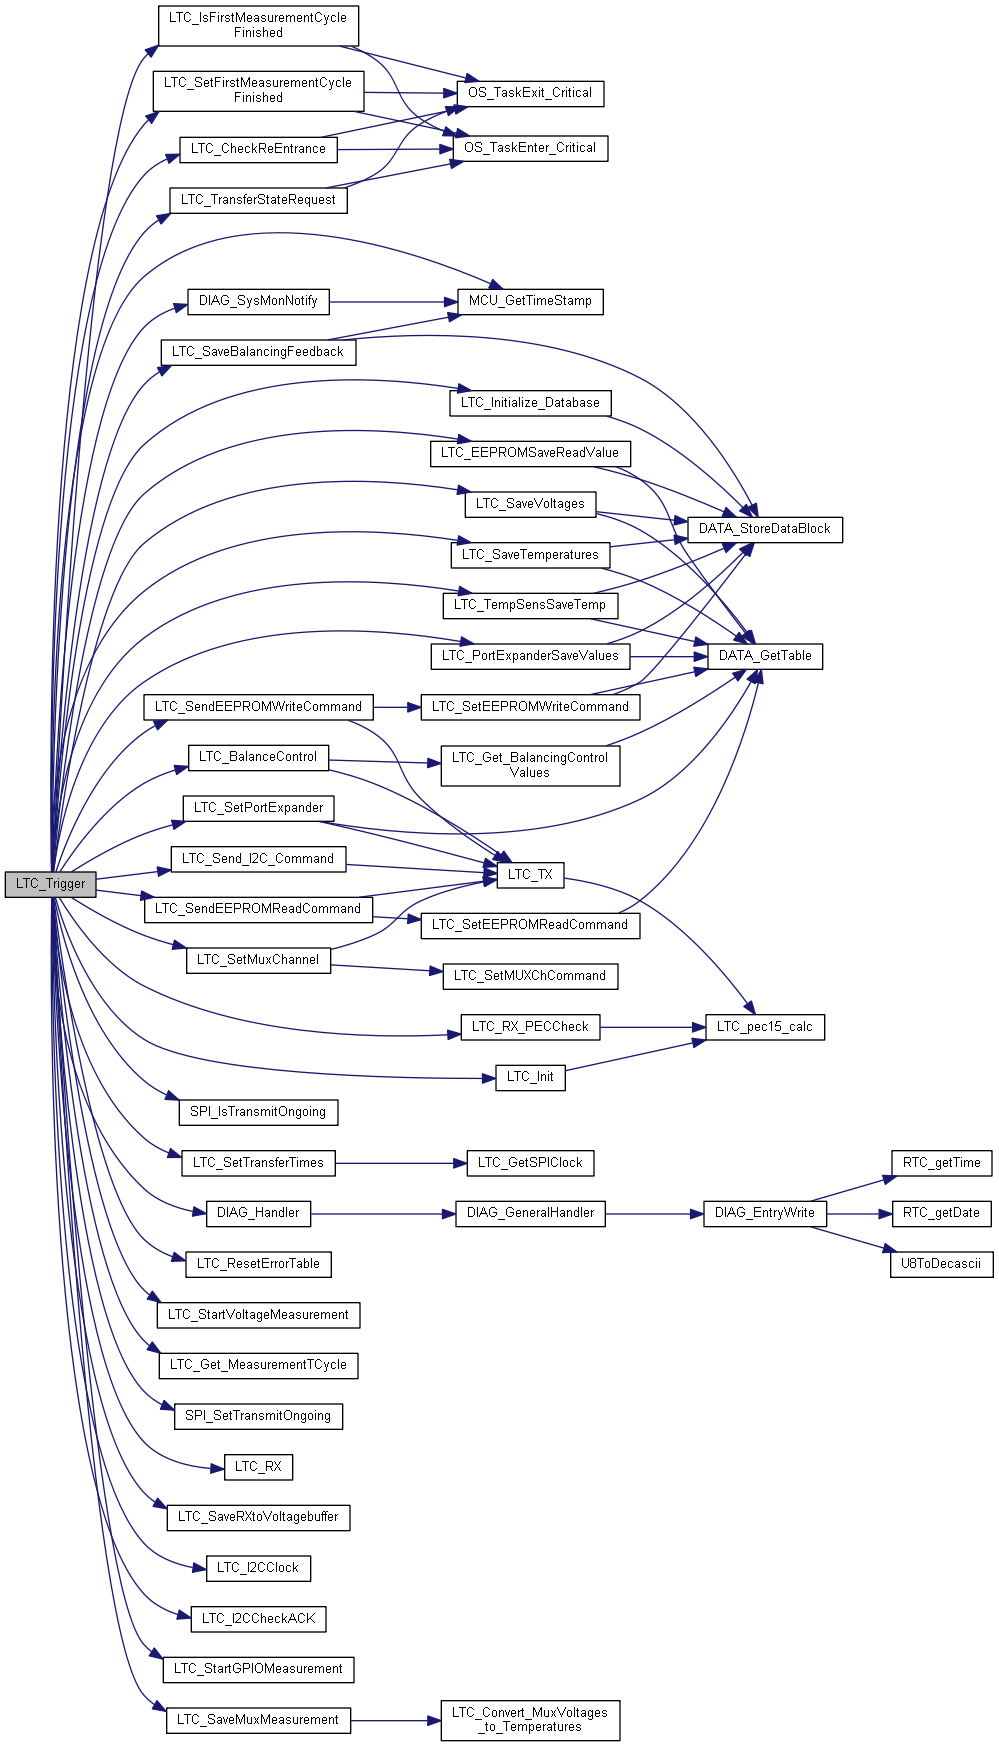 LTC_IsFirstMeasurementCycle
Finished
LTC_SetFirstMeasurementCycle
Finished
OS_TaskExit_Critical
LTC_CheckReEntrance
OS_TaskEnter_Critical
LTC_TransferStateRequest
DIAG_SysMonNotify
MCU_GetTimeStamp
LTC_SaveBalancingFeedback
LTC_Initialize_Database
LTC_EEPROMSaveReadValue
LTC_SaveVoltages
DATA_StoreDataBlock
LTC_SaveTemperatures
LTC_TempSensSaveTemp
LTC_PortExpanderSaveValues
DATA_GetTable
LTC_SendEEPROMWriteCommand
LTC_SetEEPROMWriteCommand
LTC_BalanceControl
LTC_Get_BalancingControl
Values
LTC_SetPortExpander
LTC_Send_I2C_Command
LTC_TX
LTC_Trigger
LTC_SendEEPROMReadCommand
LTC_SetEEPROMReadCommand
LTC_SetMuxChannel
LTC_SetMUXChCommand
LTC_RX_PECCheck
LTC_pec15_calc
LTC_Init
SPI_IsTransmitOngoing
LTC_SetTransferTimes
LTC_GetSPIClock
RTC_getTime
DIAG_Handler
DIAG_GeneralHandler
DIAG_EntryWrite
RTC_getDate
LTC_ResetErrorTable
U8ToDecascii
LTC_StartVoltageMeasurement
LTC_Get_MeasurementTCycle
SPI_SetTransmitOngoing
LTC_RX
LTC_SaveRXtoVoltagebuffer
LTC_I2CClock
LTC_I2CCheckACK
LTC_StartGPIOMeasurement
LTC_SaveMuxMeasurement
LTC_Convert_MuxVoltages
_to_Temperatures